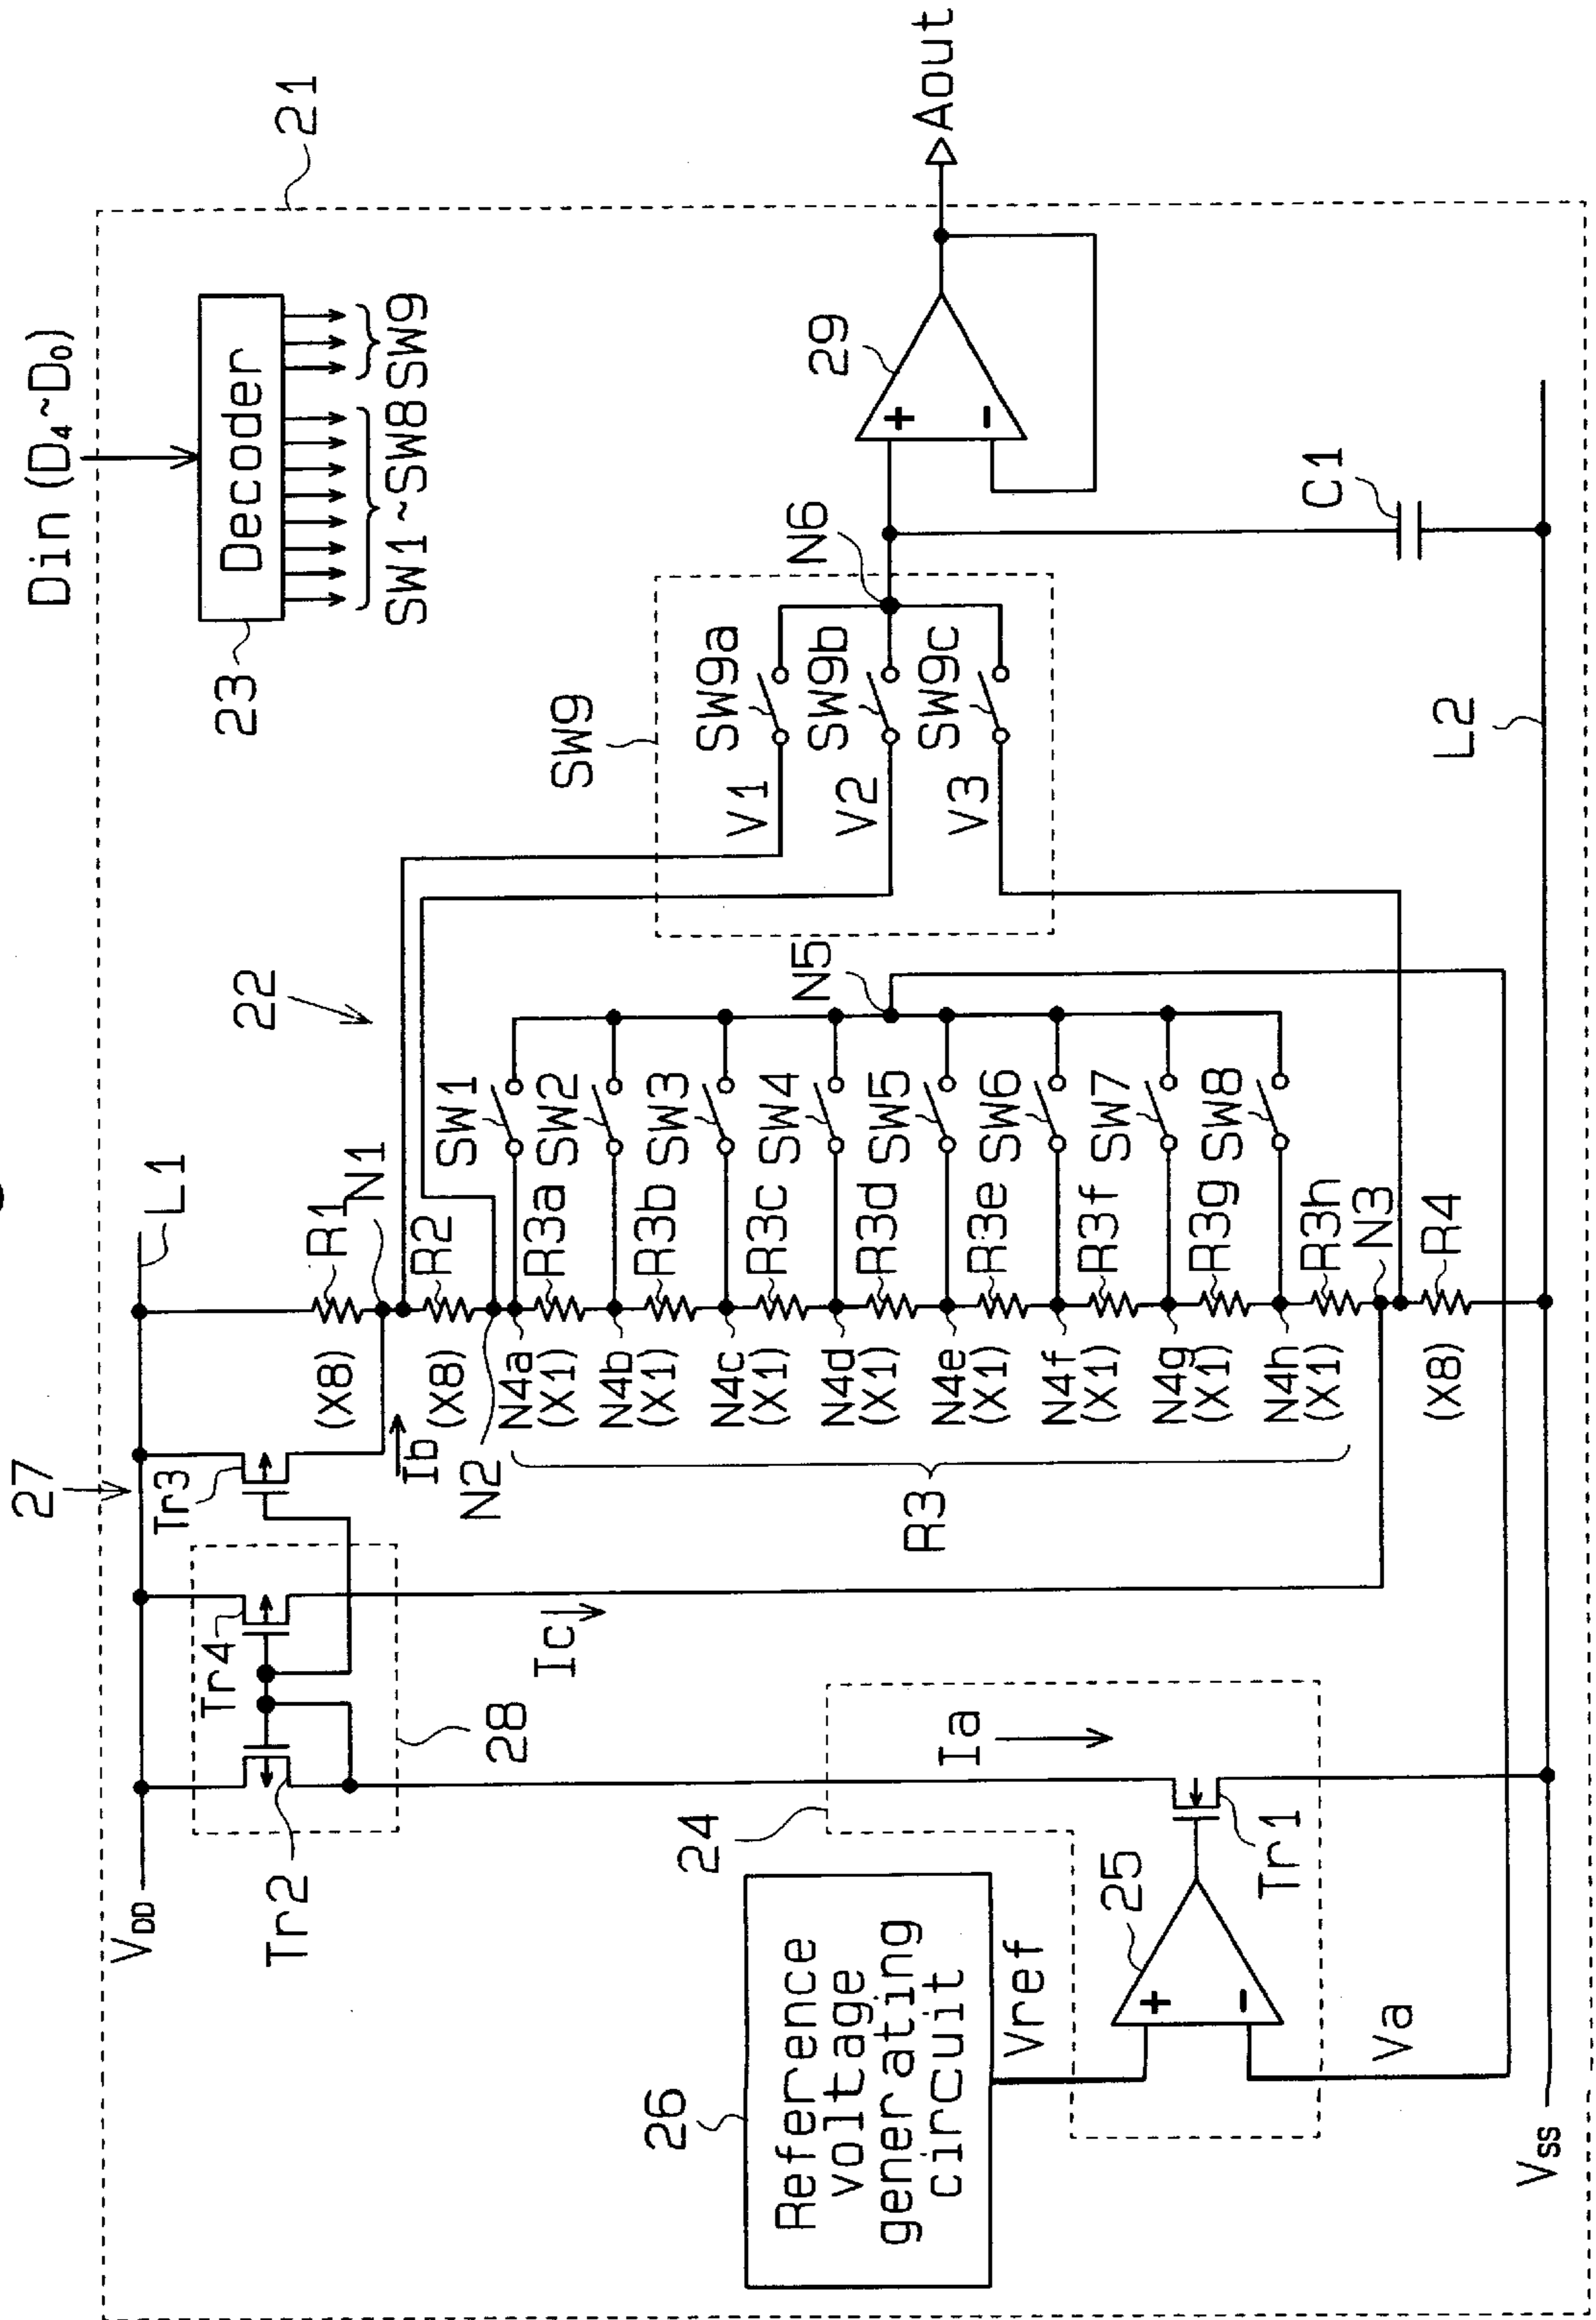 Din (D₄~D₀)
21
23
Decoder
SW1~SW8
SW9
27
22
L1
VDD
Tr2
Tr4
28
Tr3
R1
(X8)
N1
Ib
R2
(X8)
N2
N4a
(X1)
R3a
SW1
N4b
(X1)
R3b
SW2
N4c
(X1)
R3c
SW3
N4d
(X1)
R3d
SW4
N4e
(X1)
R3e
SW5
N4f
(X1)
R3f
SW6
N4g
(X1)
R3g
SW7
N4h
(X1)
R3h
SW8
R3
N3
R4
(X8)
N5
Ic
SW9
V1
SW9a
V2
SW9b
V3
SW9c
N6
29
+
-
Aout
C1
L2
24
Ia
Tr1
25
+
-
26
Reference
voltage
generating
circuit
Vref
Va
VSS